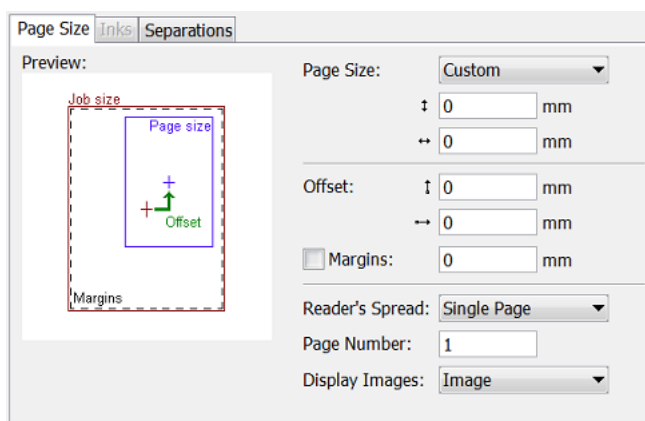 Page Size Inks Separations
Preview:
Job size
Page size
Offset
Margins
Page Size: Custom
0 mm
0 mm
Offset: 0 mm
0 mm
Margins: 0 mm
Reader's Spread: Single Page
Page Number: 1
Display Images: Image